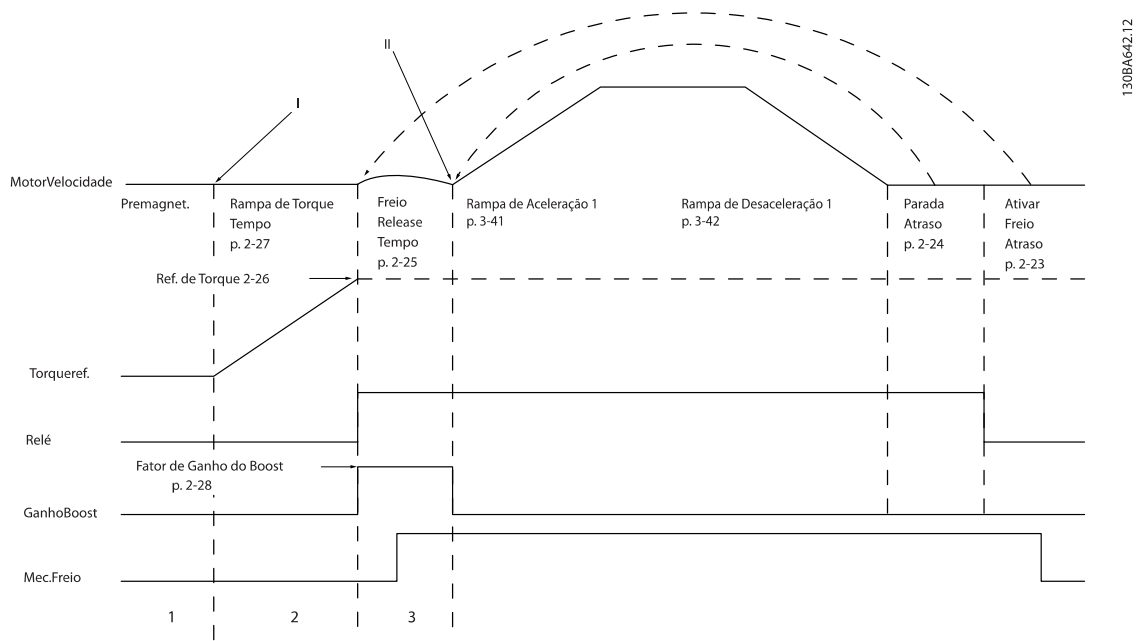 130BA642.12
II
I
MotorVelocidade
Premagnet.
Rampa de Torque
Tempo
p. 2-27
Freio
Release
Tempo
p. 2-25
Rampa de Aceleração 1
p. 3-41
Rampa de Desaceleração 1
p. 3-42
Parada
Atraso
p. 2-24
Ativar
Freio
Atraso
p. 2-23
Ref. de Torque 2-26
Torqueref.
Relé
Fator de Ganho do Boost
p. 2-28
GanhoBoost
Mec.Freio
1
2
3